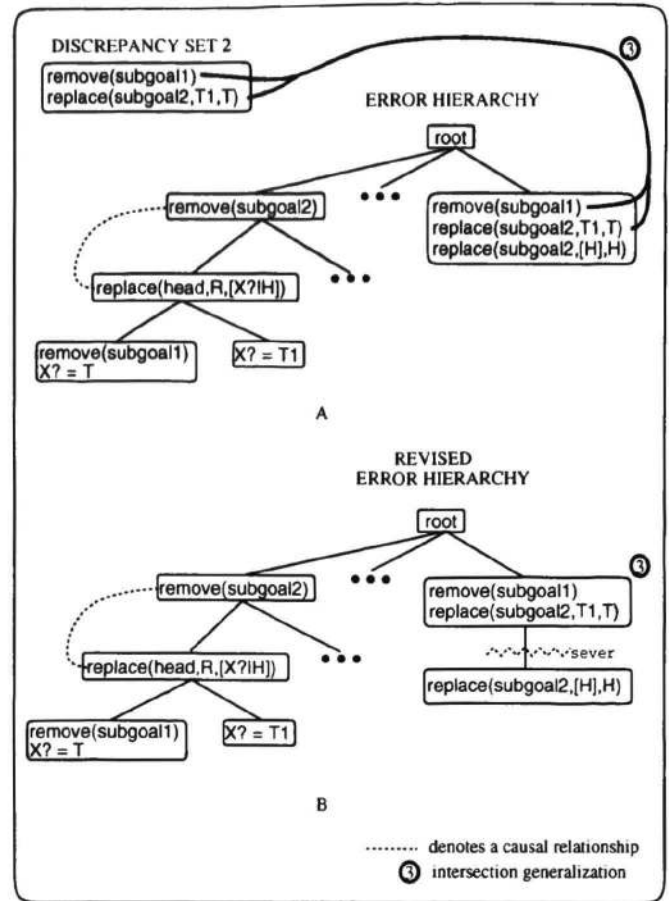 DISCREPANCY SET 2
remove(subgoal1)
replace(subgoal2,T1,T)
③
ERROR HIERARCHY
root
remove(subgoal2)
•••
remove(subgoal1)
replace(subgoal2,T1,T)
replace(subgoal2,[H],H)
replace(head,R,[X?|H])
•••
remove(subgoal1)
X? = T
X? = T1
A
REVISED
ERROR HIERARCHY
root
③
remove(subgoal2)
•••
remove(subgoal1)
replace(subgoal2,T1,T)
sever
replace(head,R,[X?|H])
•••
replace(subgoal2,[H],H)
remove(subgoal1)
X? = T
X? = T1
B
........ denotes a causal relationship
③ intersection generalization